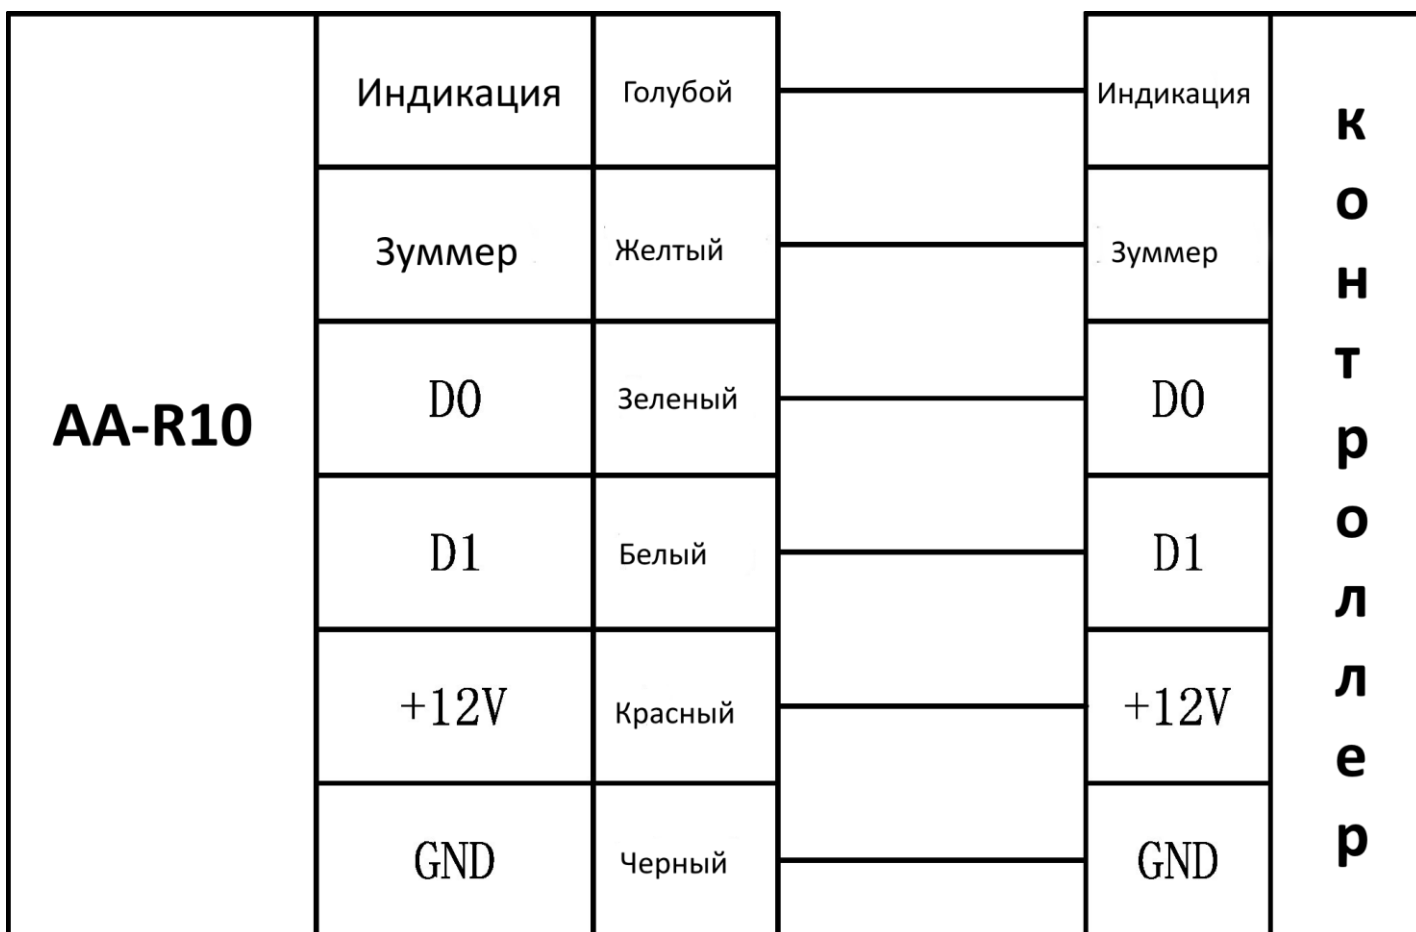 AA-R10
Индикация Голубой Индикация
Зуммер Желтый Зуммер
D0 Зеленый D0
D1 Белый D1
+12V Красный +12V
GND Черный GND
контроллер